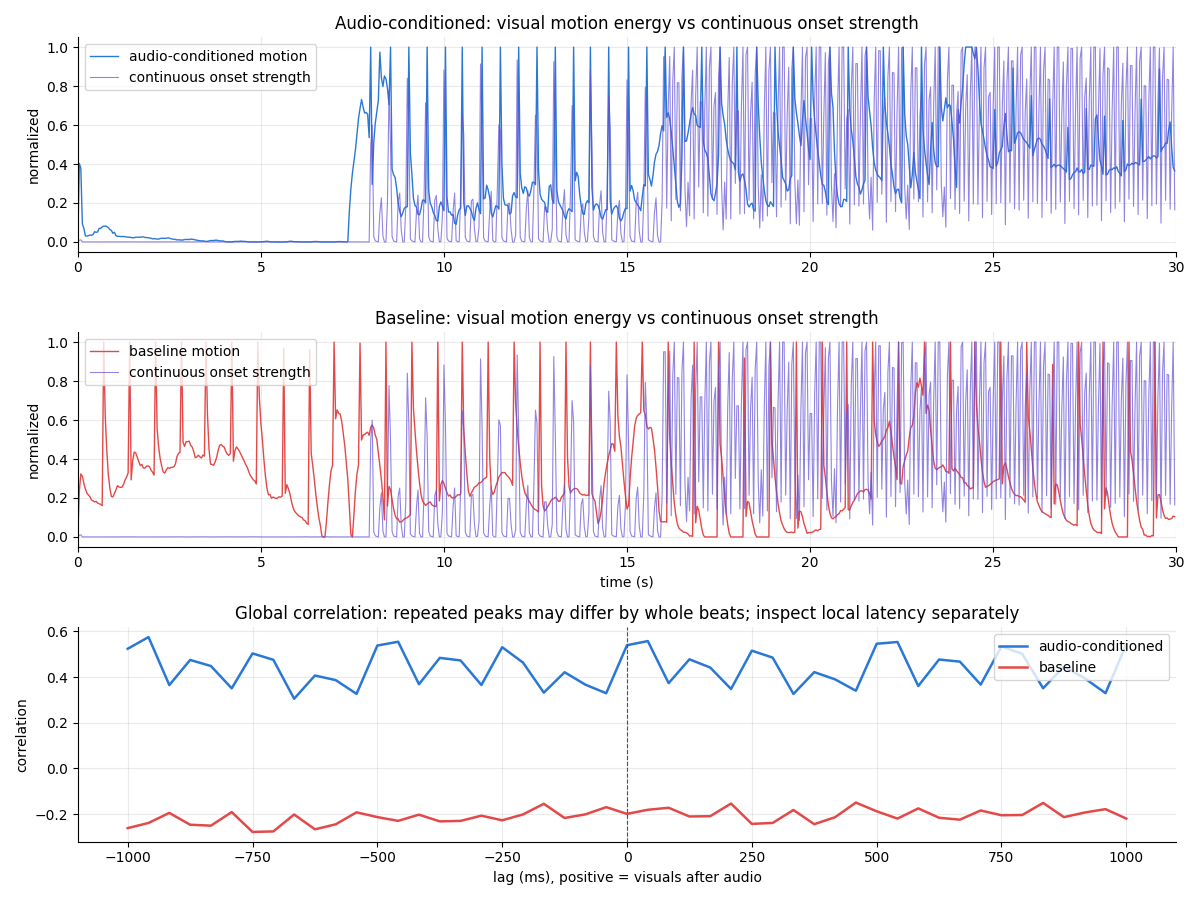 Audio-conditioned: visual motion energy vs continuous onset strength
normalized
1.0
0.8
0.6
0.4
0.2
0.0
audio-conditioned motion
continuous onset strength
0 5 10 15 20 25 30
Baseline: visual motion energy vs continuous onset strength
normalized
1.0
0.8
0.6
0.4
0.2
0.0
baseline motion
continuous onset strength
0 5 10 15 20 25 30
time (s)
Global correlation: repeated peaks may differ by whole beats; inspect local latency separately
correlation
0.6
0.4
0.2
0.0
−0.2
audio-conditioned
baseline
−1000 −750 −500 −250 0 250 500 750 1000
lag (ms), positive = visuals after audio